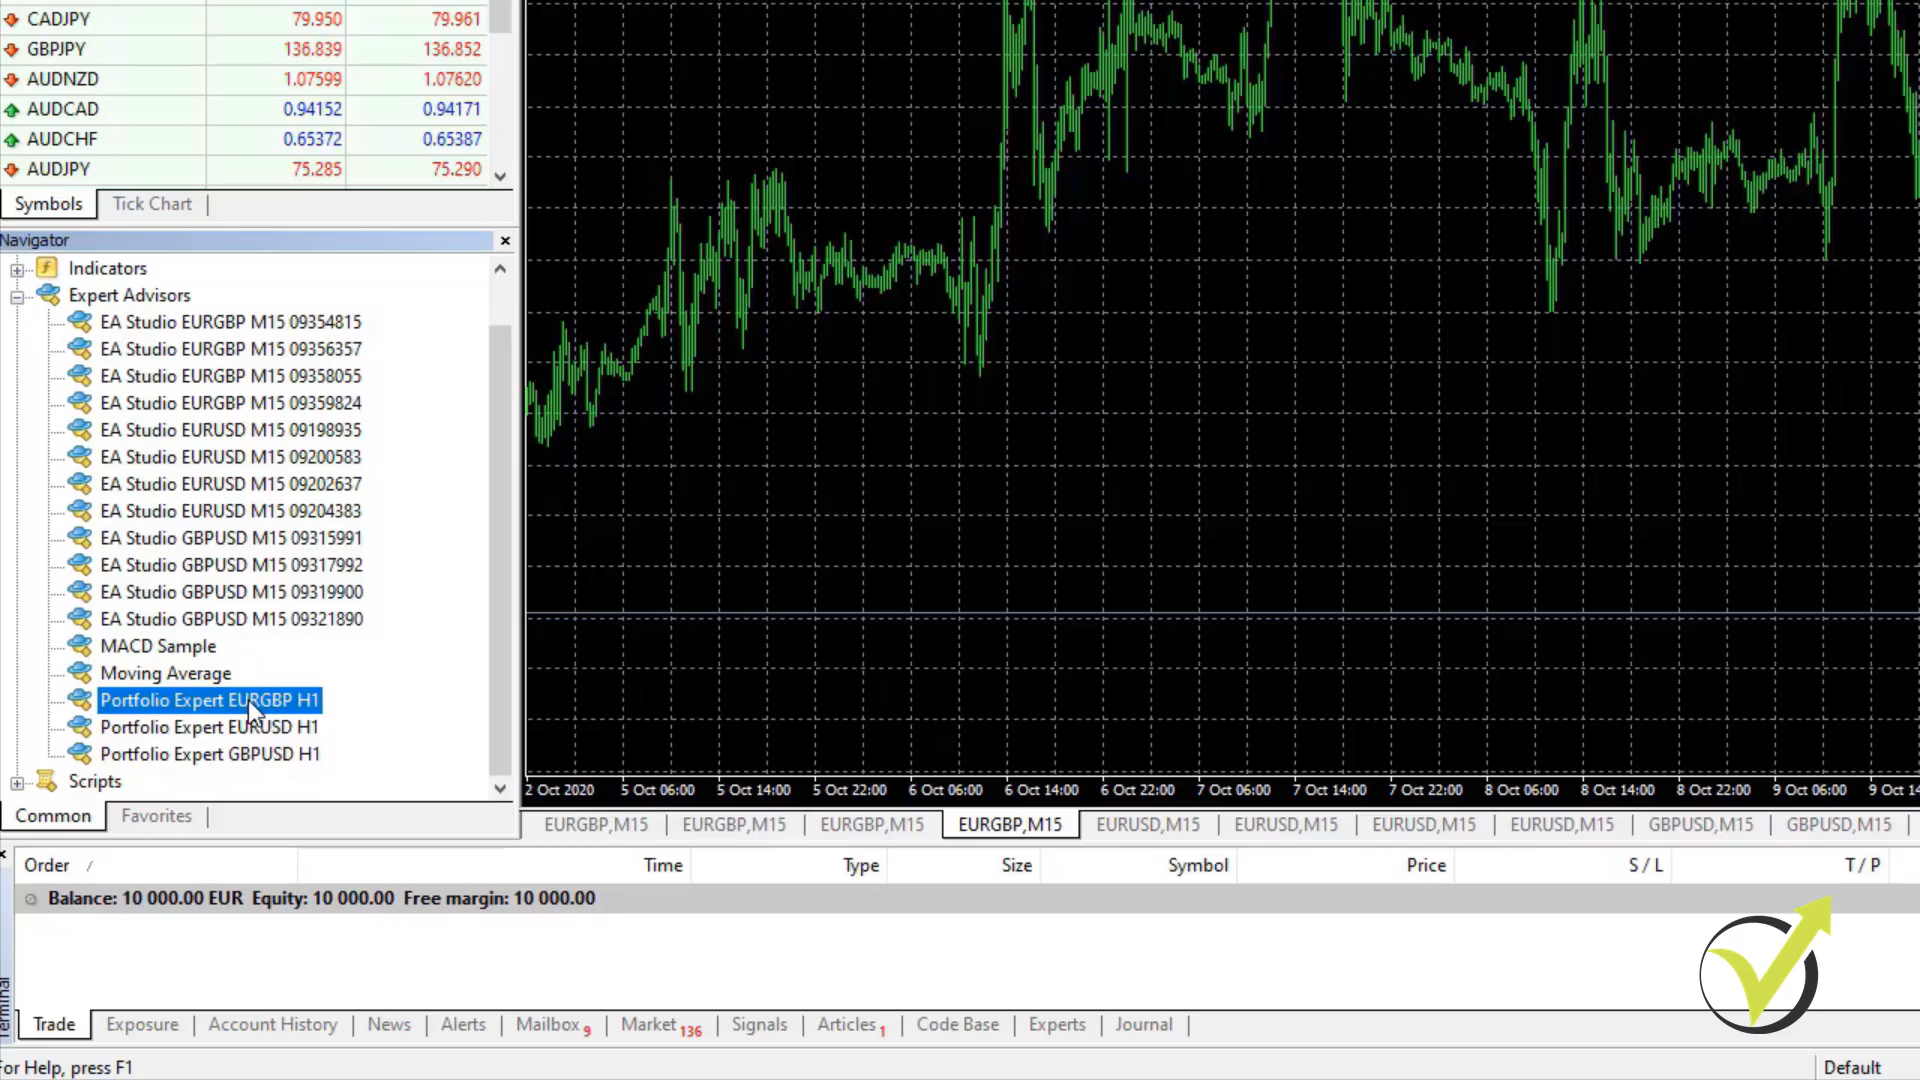 CADJPY 79.950 79.961
GBPJPY 136.839 136.852
AUDNZD 1.07599 1.07620
AUDCAD 0.94152 0.94171
AUDCHF 0.65372 0.65387
AUDJPY 75.285 75.290
Symbols Tick Chart
Navigator
Indicators
Expert Advisors
EA Studio EURGBP M15 09354815
EA Studio EURGBP M15 09356357
EA Studio EURGBP M15 09358055
EA Studio EURGBP M15 09359824
EA Studio EURUSD M15 09198935
EA Studio EURUSD M15 09200583
EA Studio EURUSD M15 09202637
EA Studio EURUSD M15 09204383
EA Studio GBPUSD M15 09315991
EA Studio GBPUSD M15 09317992
EA Studio GBPUSD M15 09319900
EA Studio GBPUSD M15 09321890
MACD Sample
Moving Average
Portfolio Expert EURGBP H1
Portfolio Expert EURUSD H1
Portfolio Expert GBPUSD H1
Scripts
Common Favorites
2 Oct 2020 5 Oct 06:00 5 Oct 14:00 5 Oct 22:00 6 Oct 06:00 6 Oct 14:00 6 Oct 22:00 7 Oct 06:00 7 Oct 14:00 7 Oct 22:00 8 Oct 06:00 8 Oct 14:00 8 Oct 22:00 9 Oct 06:00 9 Oct 14
EURGBP,M15 EURGBP,M15 EURGBP,M15 EURGBP,M15 EURUSD,M15 EURUSD,M15 EURUSD,M15 EURUSD,M15 GBPUSD,M15 GBPUSD,M15
Order / Time Type Size Symbol Price S / L T / P
Balance: 10 000.00 EUR Equity: 10 000.00 Free margin: 10 000.00
Terminal
Trade Exposure Account History News Alerts Mailbox 9 Market 136 Signals Articles 1 Code Base Experts Journal
For Help, press F1 Default